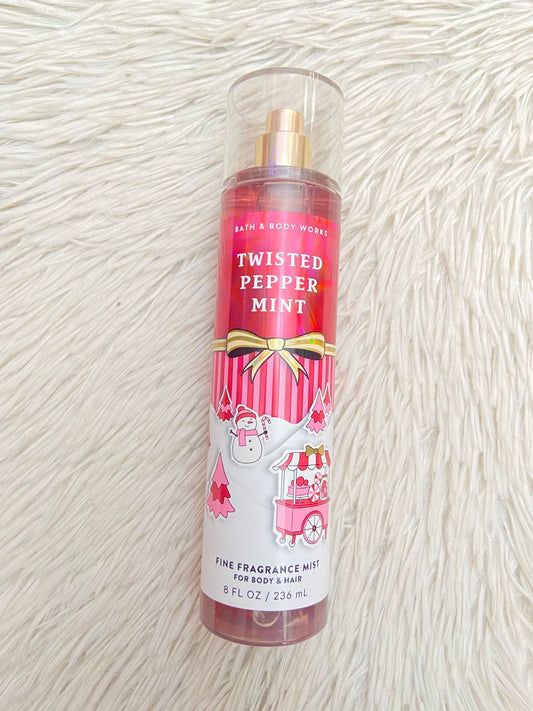 BATH & BODY WORKS
TWISTED
PEPPER
MINT
FINE FRAGRANCE MIST
FOR BODY & HAIR
8 FL OZ / 236 mL